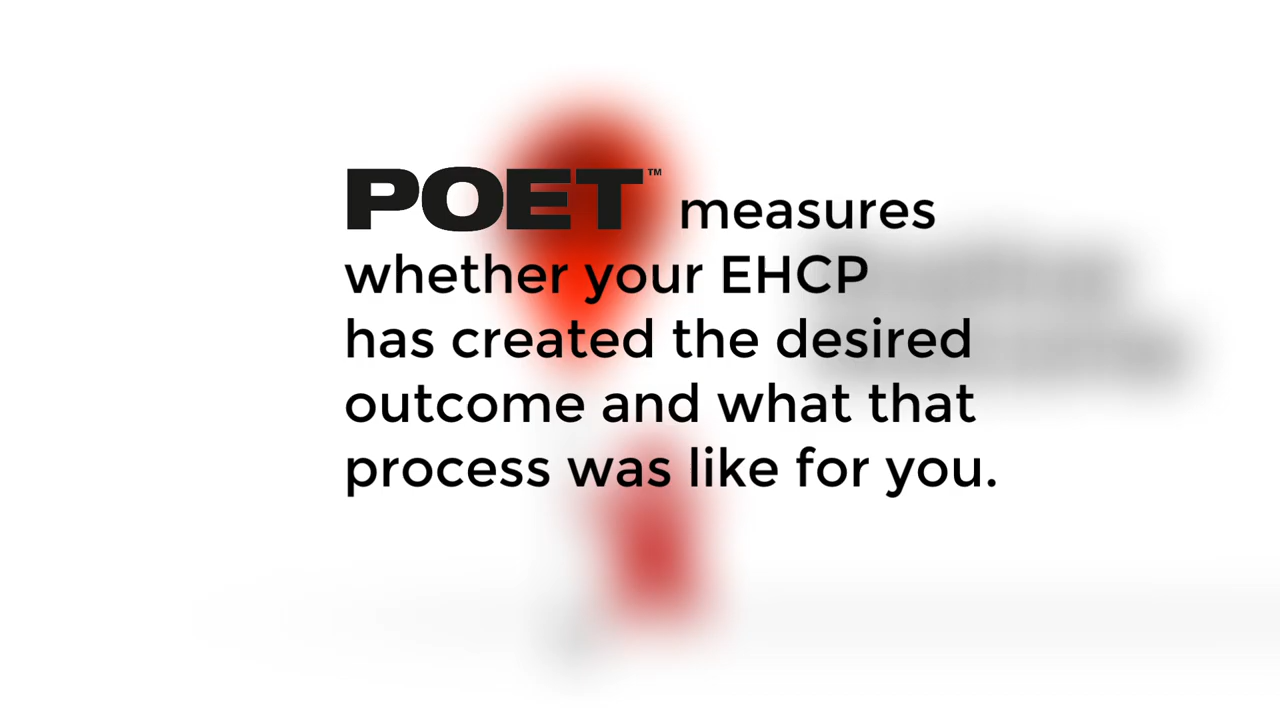 POET™ measures
whether your EHCP
has created the desired
outcome and what that
process was like for you.